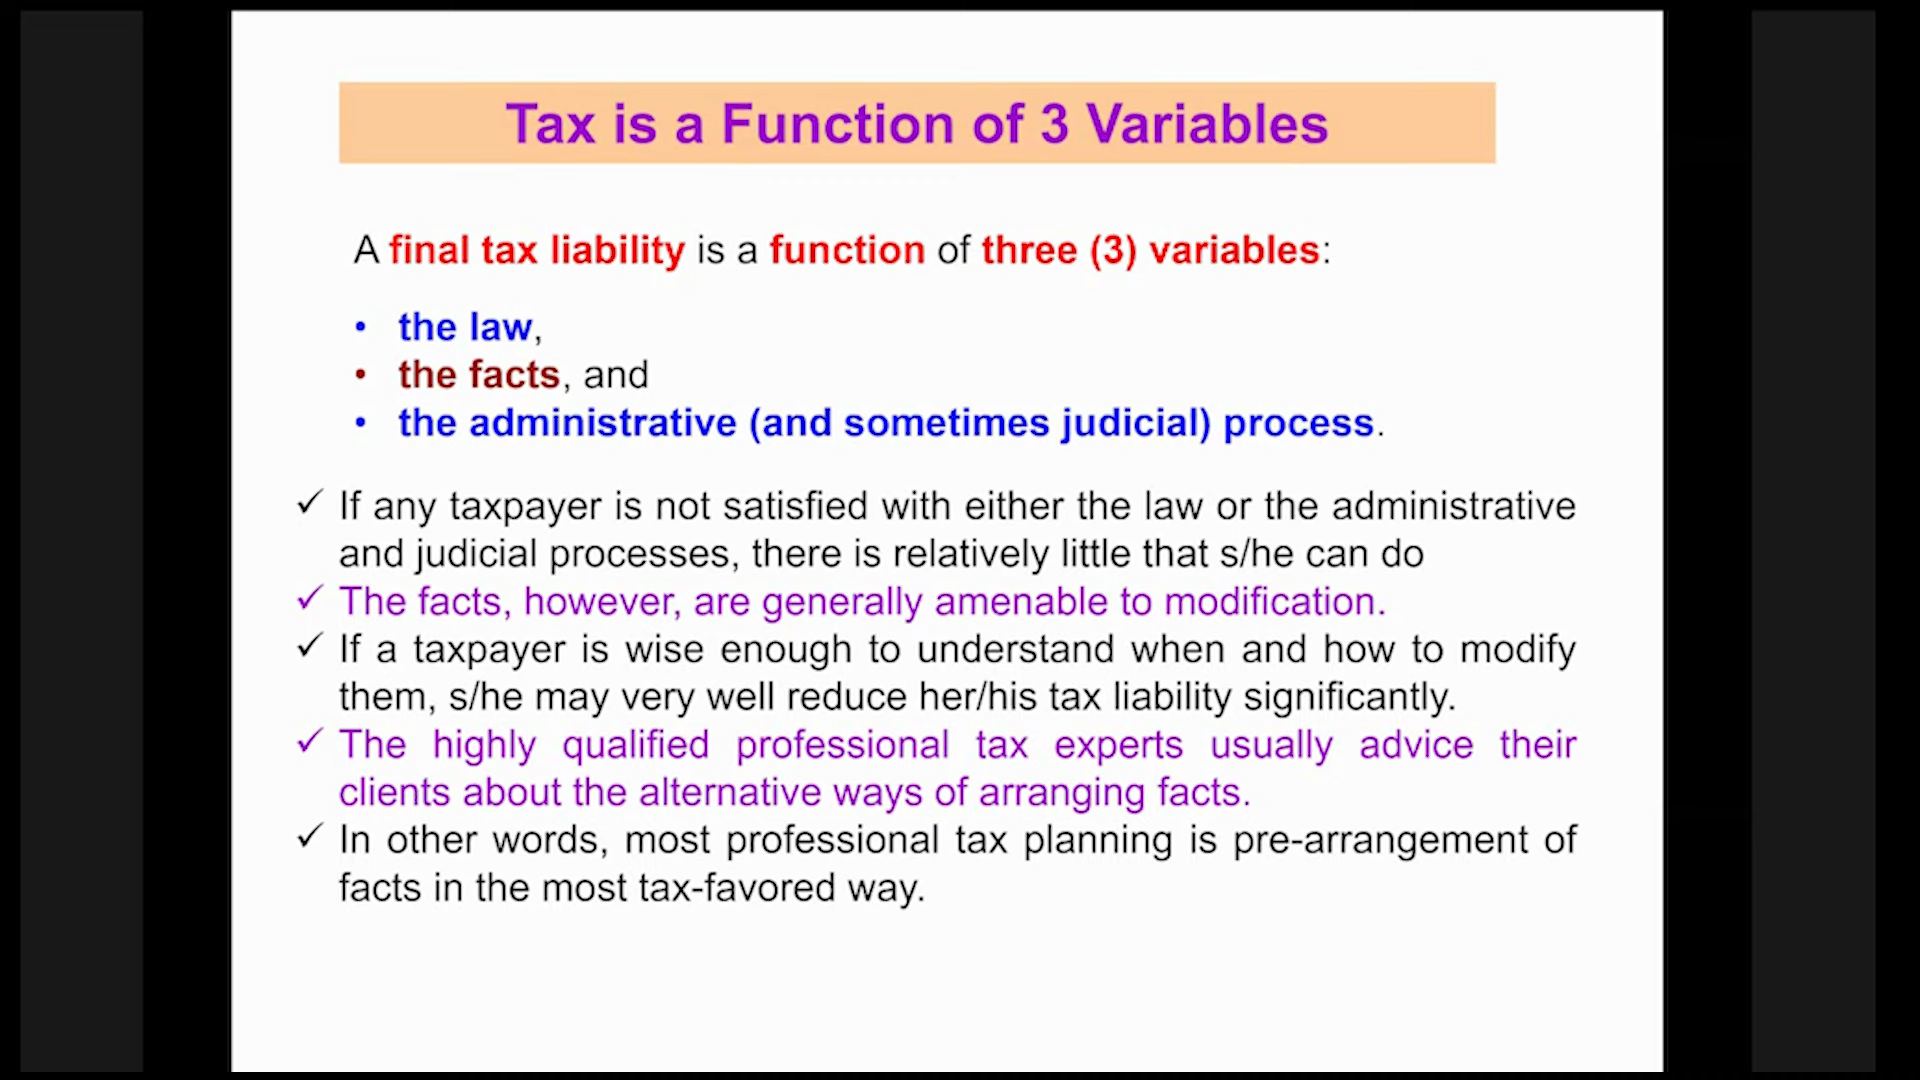 Tax is a Function of 3 Variables
A final tax liability is a function of three (3) variables:
• the law,
• the facts, and
• the administrative (and sometimes judicial) process.
✓ If any taxpayer is not satisfied with either the law or the administrative
and judicial processes, there is relatively little that s/he can do
✓ The facts, however, are generally amenable to modification.
✓ If a taxpayer is wise enough to understand when and how to modify
them, s/he may very well reduce her/his tax liability significantly.
✓ The highly qualified professional tax experts usually advice their
clients about the alternative ways of arranging facts.
✓ In other words, most professional tax planning is pre-arrangement of
facts in the most tax-favored way.